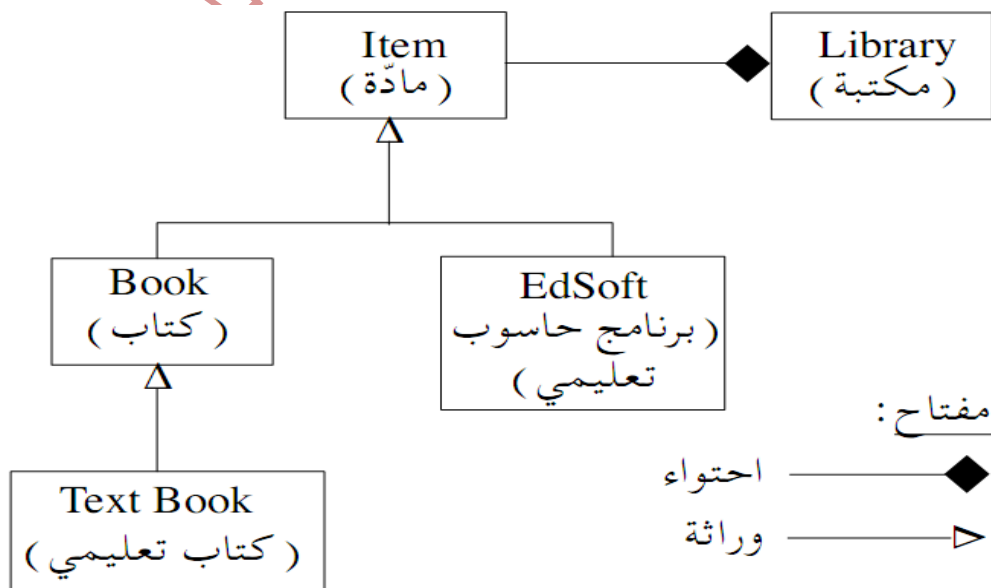 Item
(مادّة)
Library
(مكتبة)
Book
(كتاب)
EdSoft
(برنامج حاسوب
تعليمي)
Text Book
(كتاب تعليمي)
مفتاح:
احتواء
وراثة